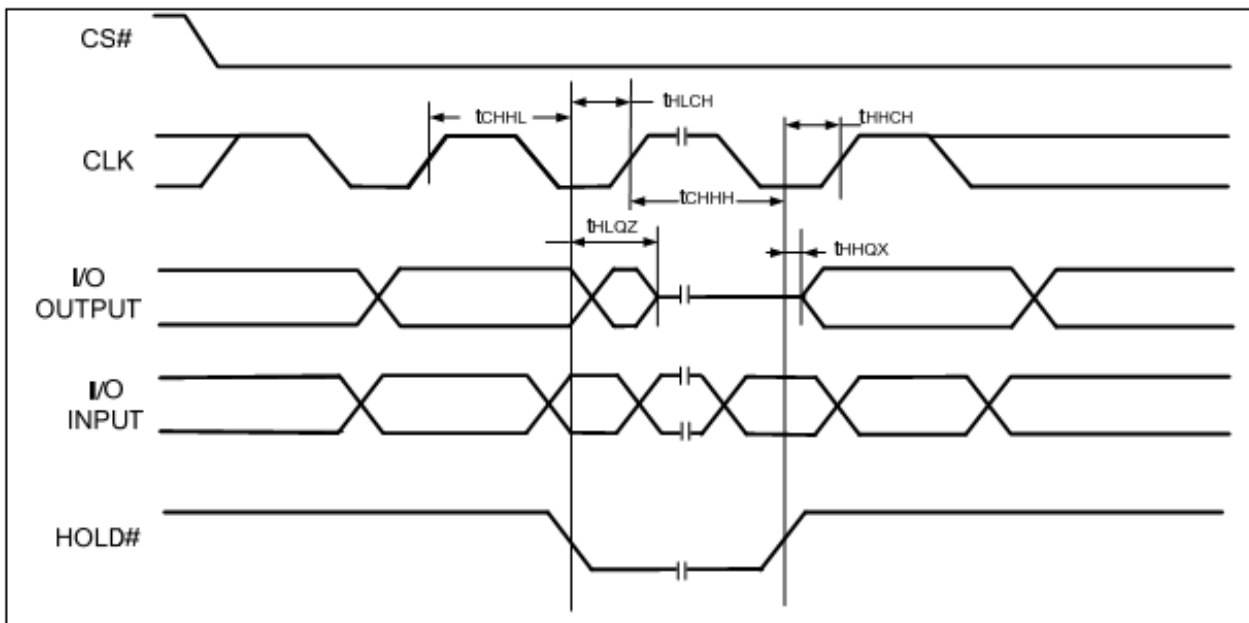 CS#
tHLCH
tHHCH
tCHHL
CLK
tCHHH
tHLQZ
tHHQX
I/O
OUTPUT
I/O
INPUT
HOLD#